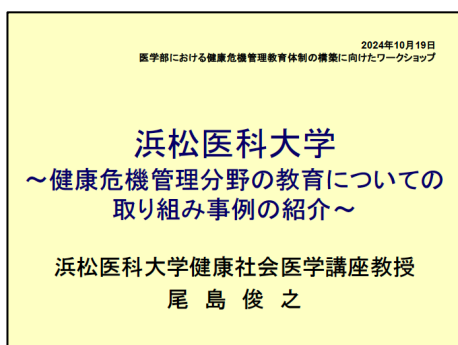 2024年10月19日
医学部における健康危機管理教育体制の構築に向けたワークショップ
浜松医科大学
～健康危機管理分野の教育についての
取り組み事例の紹介～
浜松医科大学健康社会医学講座教授
尾 島 俊 之